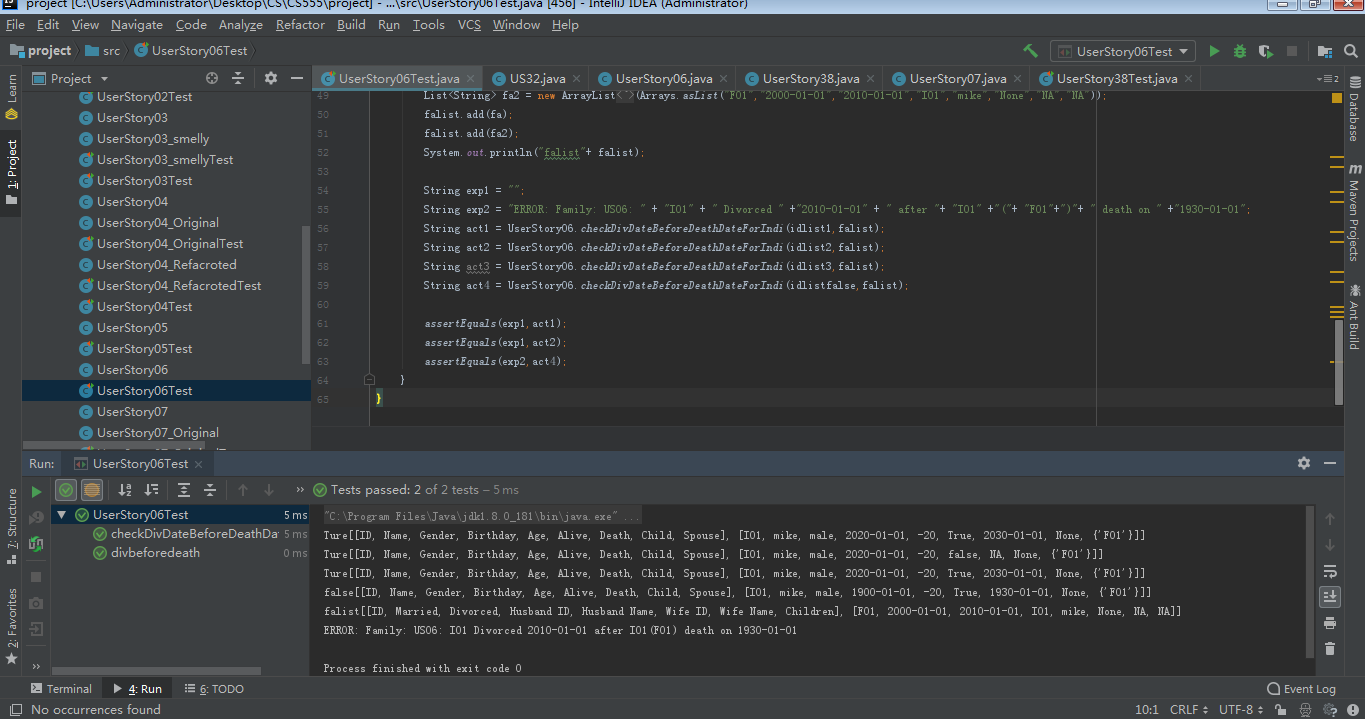 project [C:\Users\Administrator\Desktop\CS\CS555\project] - ...\src\UserStory06Test.java [456] - IntelliJ IDEA (Administrator)
File Edit View Navigate Code Analyze Refactor Build Run Tools VCS Window Help
project src UserStory06Test UserStory06Test
Project
UserStory06Test.java US32.java UserStory06.java UserStory38.java UserStory07.java UserStory38Test.java 2
Learn
1: Project
7: Structure
2: Favorites
UserStory02Test
UserStory03
UserStory03_smelly
UserStory03_smellyTest
UserStory03Test
UserStory04
UserStory04_Original
UserStory04_OriginalTest
UserStory04_Refacroted
UserStory04_RefacrotedTest
UserStory04Test
UserStory05
UserStory05Test
UserStory06
UserStory06Test
UserStory07
UserStory07_Original
49 List<String> fa2 = new ArrayList<~>(Arrays.asList("F01","2000-01-01","2010-01-01","I01","mike","None","NA","NA"));
50 falist.add(fa);
51 falist.add(fa2);
52 System.out.println("falist"+ falist);
53
54 String exp1 = "";
55 String exp2 = "ERROR: Family: US06: " + "I01" + " Divorced " +"2010-01-01" + " after "+ "I01" +"("+ "F01"+")"+ " death on " +"1930-01-01";
56 String act1 = UserStory06.checkDivDateBeforeDeathDateForIndi(idlist1,falist);
57 String act2 = UserStory06.checkDivDateBeforeDeathDateForIndi(idlist2,falist);
58 String act3 = UserStory06.checkDivDateBeforeDeathDateForIndi(idlist3,falist);
59 String act4 = UserStory06.checkDivDateBeforeDeathDateForIndi(idlistfalse,falist);
60
61 assertEquals(exp1,act1);
62 assertEquals(exp1,act2);
63 assertEquals(exp2,act4);
64 }
65 }
Database
Maven Projects
Ant Build
Run: UserStory06Test
Tests passed: 2 of 2 tests – 5 ms
UserStory06Test 5 ms
checkDivDateBeforeDeathDa 5 ms
divbeforedeath 0 ms
"C:\Program Files\Java\jdk1.8.0_181\bin\java.exe" ...
Ture[[ID, Name, Gender, Birthday, Age, Alive, Death, Child, Spouse], [I01, mike, male, 2020-01-01, -20, True, 2030-01-01, None, {'F01'}]]
Ture[[ID, Name, Gender, Birthday, Age, Alive, Death, Child, Spouse], [I01, mike, male, 2020-01-01, -20, false, NA, None, {'F01'}]]
Ture[[ID, Name, Gender, Birthday, Age, Alive, Death, Child, Spouse], [I01, mike, male, 2020-01-01, -20, True, 2030-01-01, None, {'F01'}]]
false[[ID, Name, Gender, Birthday, Age, Alive, Death, Child, Spouse], [I01, mike, male, 1900-01-01, -20, True, 1930-01-01, None, {'F01'}]]
falist[[ID, Married, Divorced, Husband ID, Husband Name, Wife ID, Wife Name, Children], [F01, 2000-01-01, 2010-01-01, I01, mike, None, NA, NA]]
ERROR: Family: US06: I01 Divorced 2010-01-01 after I01(F01) death on 1930-01-01
Process finished with exit code 0
Terminal 4: Run 6: TODO Event Log
No occurrences found 10:1 CRLF UTF-8